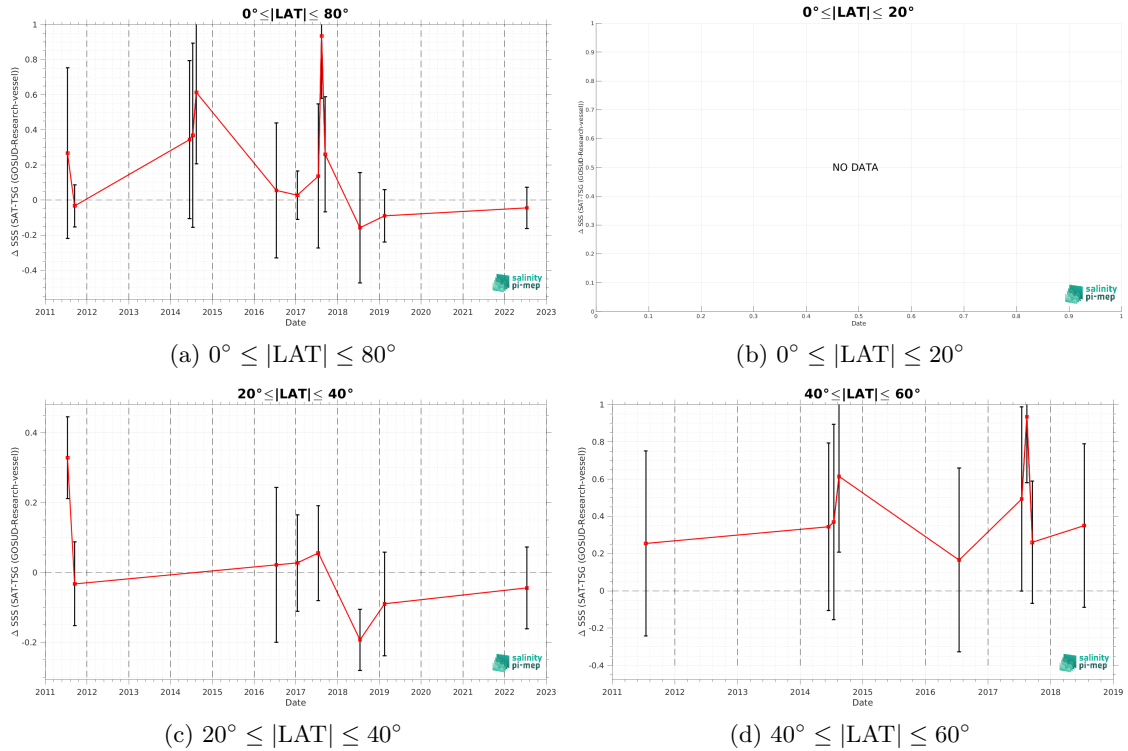 0°≤|LAT|≤ 80°
Δ SSS (SAT-TSG (GOSUD-Research-vessel))
1
0.8
0.6
0.4
0.2
0
-0.2
-0.4
2011 2012 2013 2014 2015 2016 2017 2018 2019 2020 2021 2022 2023
Date
salinity
pi-mep
(a) 0° ≤ |LAT| ≤ 80°
0°≤|LAT|≤ 20°
Δ SSS (SAT-TSG (GOSUD-Research-vessel))
1
0.9
0.8
0.7
0.6
0.5
0.4
0.3
0.2
0.1
0
NO DATA
0 0.1 0.2 0.3 0.4 0.5 0.6 0.7 0.8 0.9 1
Date
salinity
pi-mep
(b) 0° ≤ |LAT| ≤ 20°
20°≤|LAT|≤ 40°
Δ SSS (SAT-TSG (GOSUD-Research-vessel))
0.4
0.2
0
-0.2
2011 2012 2013 2014 2015 2016 2017 2018 2019 2020 2021 2022 2023
Date
salinity
pi-mep
(c) 20° ≤ |LAT| ≤ 40°
40°≤|LAT|≤ 60°
Δ SSS (SAT-TSG (GOSUD-Research-vessel))
1
0.8
0.6
0.4
0.2
0
-0.2
-0.4
2011 2012 2013 2014 2015 2016 2017 2018 2019
Date
salinity
pi-mep
(d) 40° ≤ |LAT| ≤ 60°